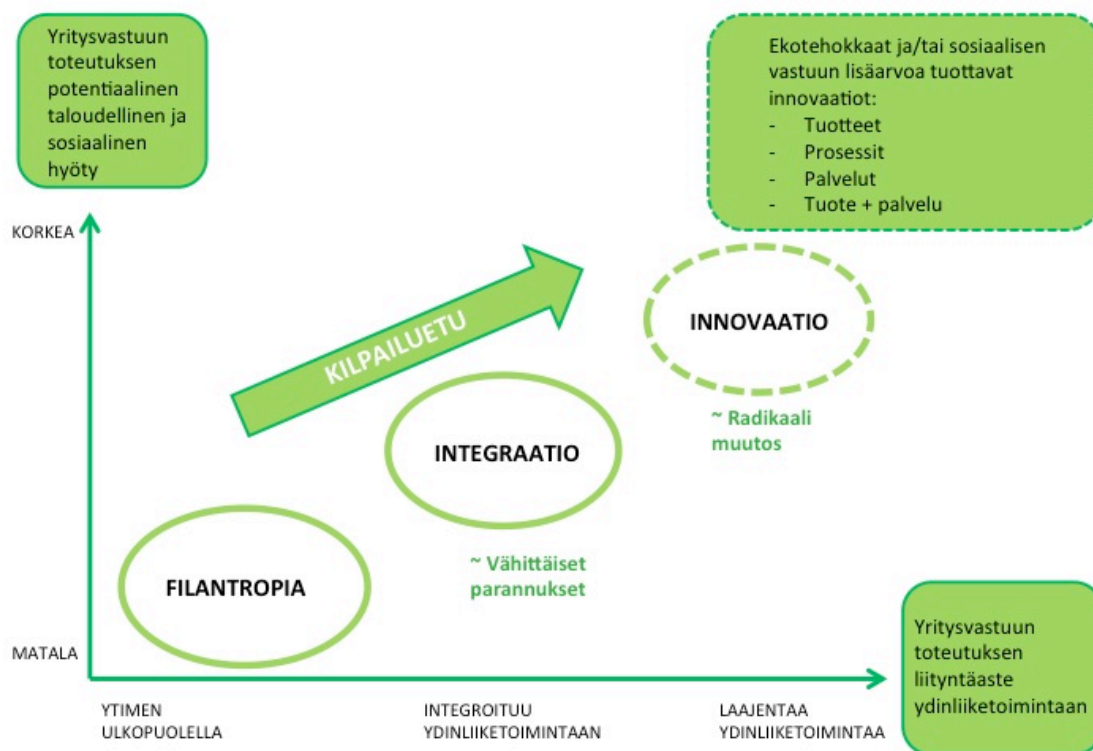 Yritysvastuun
toteutuksen
potentiaalinen
taloudellinen ja
sosiaalinen
hyöty
Ekotehokkaat ja/tai sosiaalisen
vastuun lisäarvoa tuottavat
innovaatiot:
- Tuotteet
- Prosessit
- Palvelut
- Tuote + palvelu
KORKEA
KILPAILUETU
INNOVAATIO
~ Radikaali
muutos
INTEGRAATIO
~ Vähittäiset
parannukset
FILANTROPIA
MATALA
Yritysvastuun
toteutuksen
liityntäaste
ydinliiketoimintaan
YTIMEN
ULKOPUOLELLA
INTEGROITUU
YDINLIIKETOIMINTAAN
LAAJENTAA
YDINLIIKETOIMINTAA